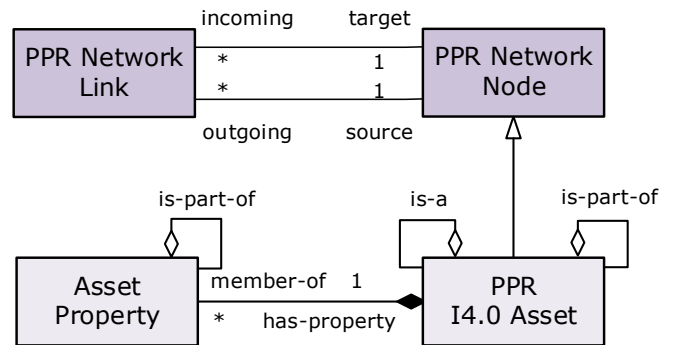 incoming target
PPR Network
Link
* 1
* 1
PPR Network
Node
outgoing source
is-part-of
is-a
is-part-of
Asset
Property
member-of 1
* has-property
PPR
I4.0 Asset